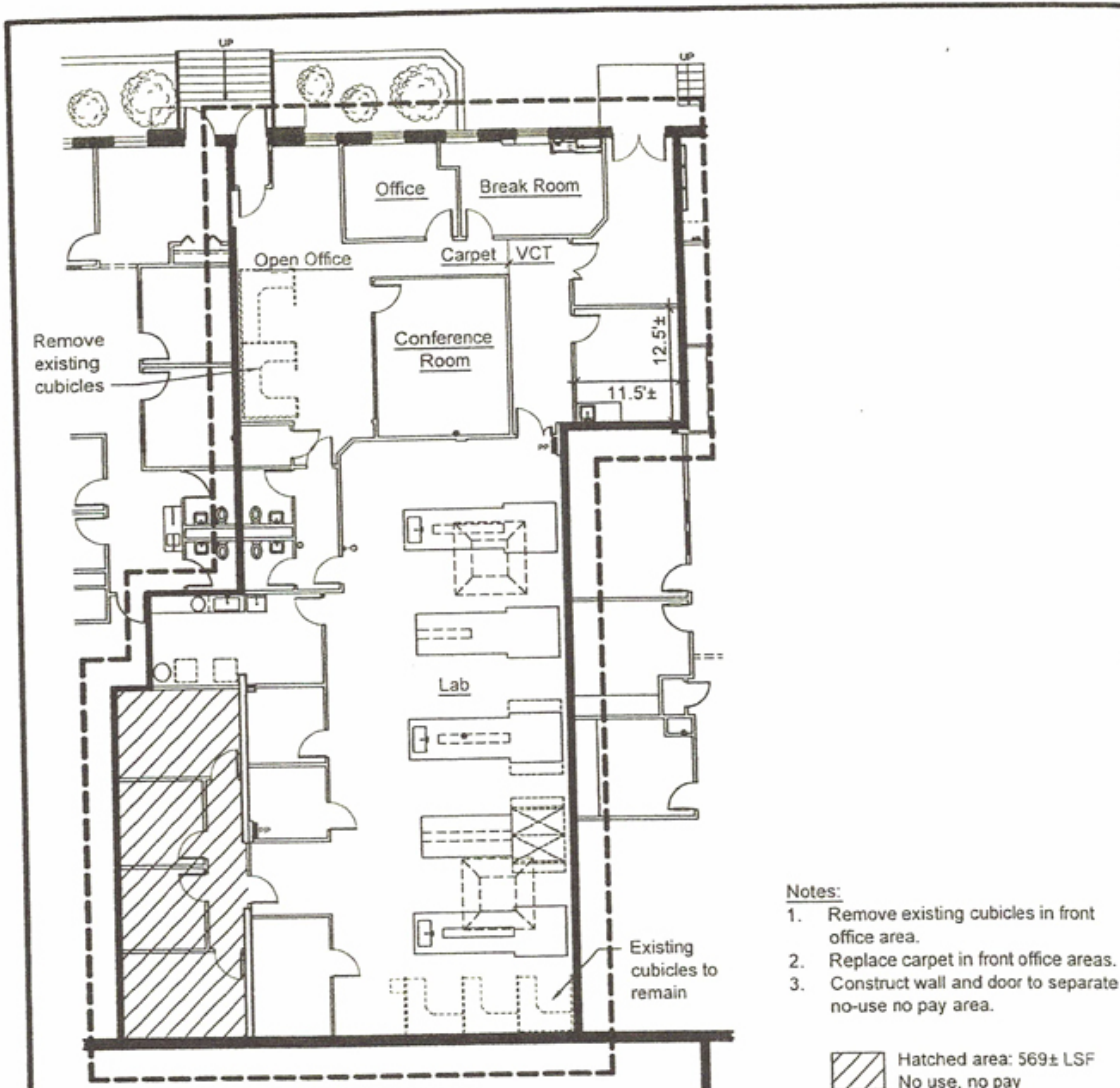 UP
UP
Office
Break Room
Open Office
Carpet
VCT
Remove
existing
cubicles
Conference
Room
12.5'±
11.5'±
PP
Lab
PP
Existing
cubicles to
remain
Notes:
1. Remove existing cubicles in front
office area.
2. Replace carpet in front office areas.
3. Construct wall and door to separate
no-use no pay area.
Hatched area: 569± LSF
No use, no pay